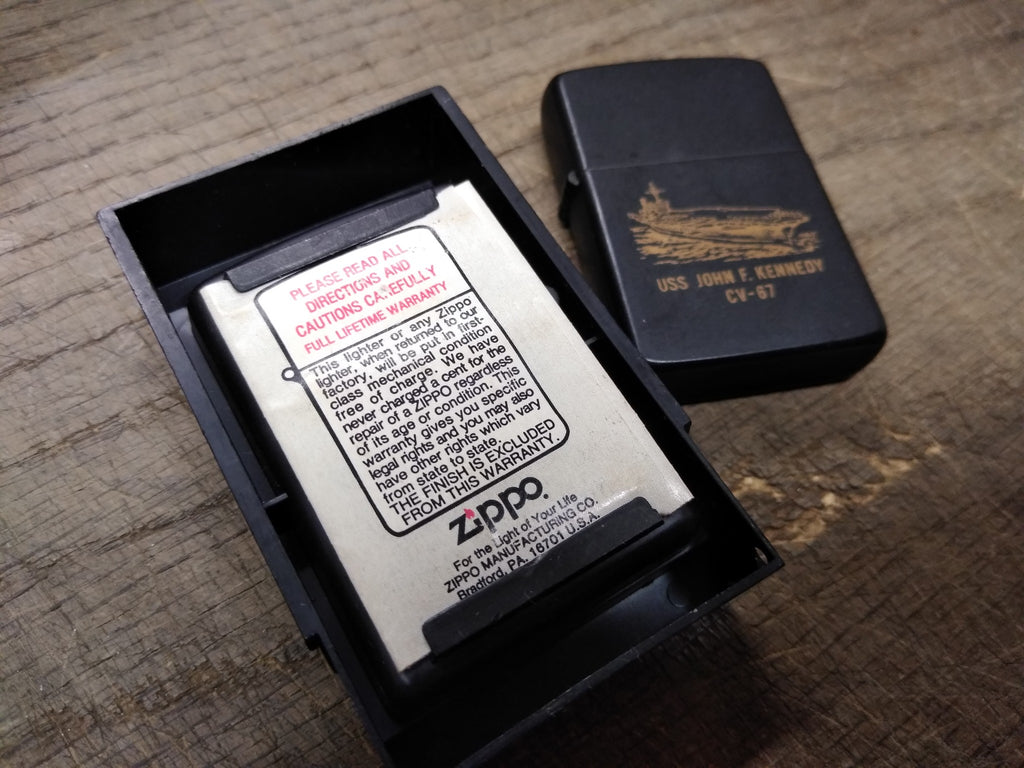 PLEASE READ ALL
DIRECTIONS AND
CAUTIONS CAREFULLY
FULL LIFETIME WARRANTY
This lighter or any Zippo
lighter, when returned to our
factory, will be put in first-
class mechanical condition
free of charge. We have
never charged a cent for the
repair of a ZIPPO regardless
of its age or condition. This
warranty gives you specific
legal rights and you may also
have other rights which vary
from state to state.
THE FINISH IS EXCLUDED
FROM THIS WARRANTY.
zippo.
For the Light of Your Life
ZIPPO MANUFACTURING CO.
Bradford, PA. 16701 U.S.A.
USS JOHN F. KENNEDY
CV-67